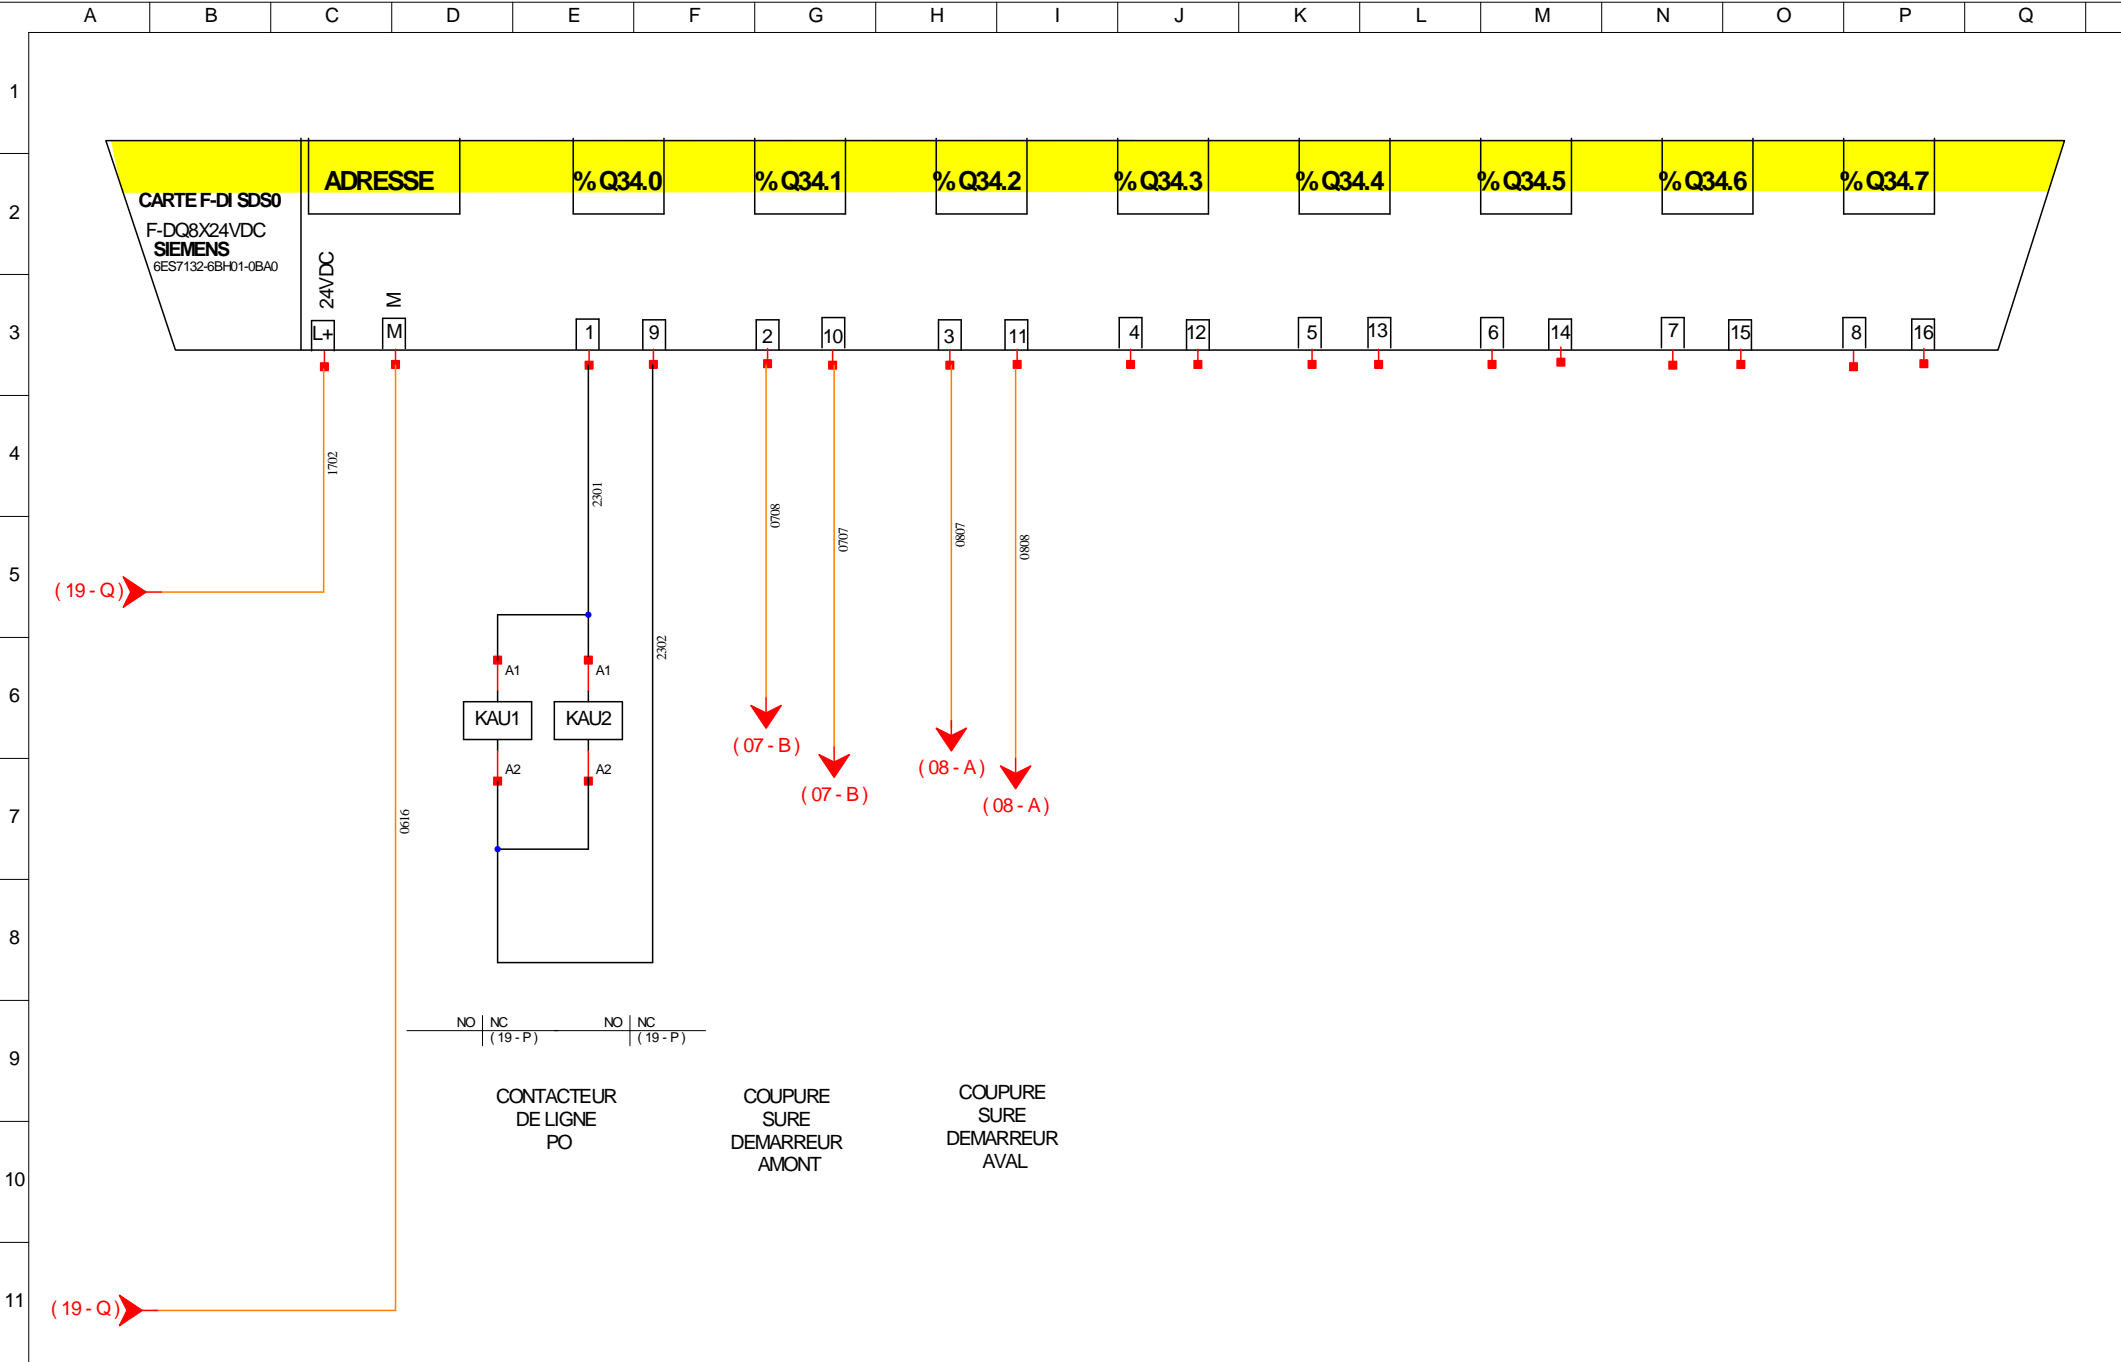 A B C D E F G H I J K L M N O P Q
1
ADRESSE %Q34.0 %Q34.1 %Q34.2 %Q34.3 %Q34.4 %Q34.5 %Q34.6 %Q34.7
2
CARTE F-DI SDS0
F-DQ8X24VDC
SIEMENS
6ES7132-6BH01-0BA0
24VDC
M
3
L+ M 1 9 2 10 3 11 4 12 5 13 6 14 7 15 8 16
4
1702
2301
0708
0707
0807
0808
5
(19-Q)
2302
A1 A1
6
KAU1 KAU2
(07-B)
(08-A)
A2 A2
(07-B)
(08-A)
7
0616
8
NO NC NO NC
(19-P) (19-P)
9
CONTACTEUR
DE LIGNE
PO
COUPURE
SURE
DEMARREUR
AMONT
COUPURE
SURE
DEMARREUR
AVAL
10
11
(19-Q)